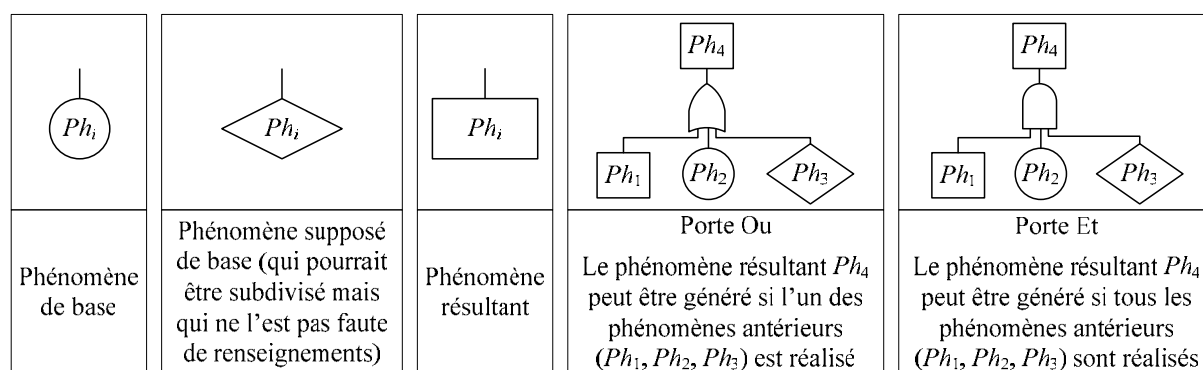 Ph₄
Ph₄
Phᵢ
Phᵢ
Phᵢ
Ph₁
Ph₂
Ph₃
Ph₁
Ph₂
Ph₃
Phénomène
de base
Phénomène supposé
de base (qui pourrait
être subdivisé mais
qui ne l'est pas faute
de renseignements)
Phénomène
résultant
Porte Ou
Le phénomène résultant Ph₄
peut être généré si l'un des
phénomènes antérieurs
(Ph₁, Ph₂, Ph₃) est réalisé
Porte Et
Le phénomène résultant Ph₄
peut être généré si tous les
phénomènes antérieurs
(Ph₁, Ph₂, Ph₃) sont réalisés